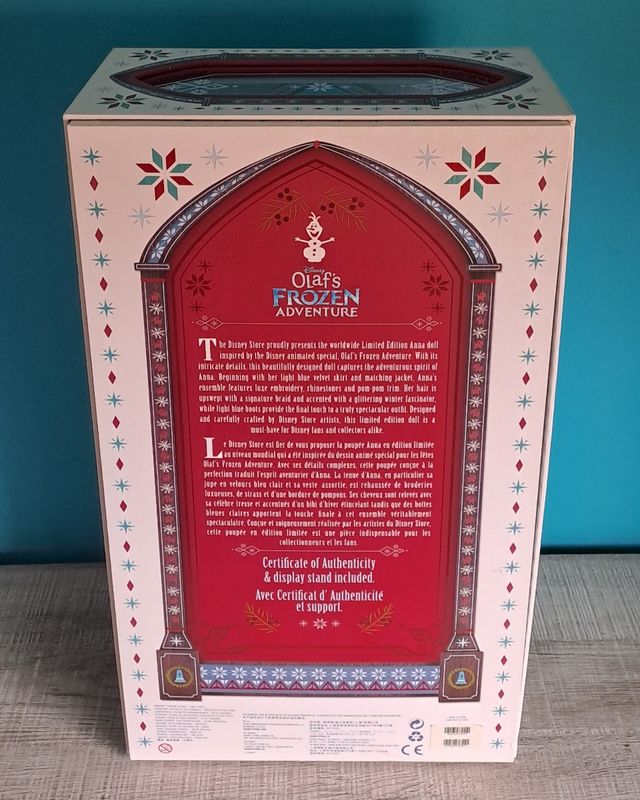 Disney
Olaf's
FROZEN
ADVENTURE
The Disney Store proudly presents the worldwide Limited Edition Anna doll
inspired by the Disney animated special, Olaf's Frozen Adventure. With its
intricate details, this beautifully designed doll captures the adventurous spirit of
Anna. Beginning with her light blue velvet skirt and matching jacket, Anna's
ensemble features luxe embroidery, rhinestones and pom-pom trim. Her hair is
upswept with a signature braid and accented with a glittering winter fascinator,
while light blue boots provide the final touch to a truly spectacular outfit. Designed
and carefully crafted by Disney Store artists, this limited edition doll is a
must-have for Disney fans and collectors alike.
Le Disney Store est fier de vous proposer la poupée Anna en édition limitée
au niveau mondial qui a été inspirée du dessin animé spécial pour les fêtes
Olaf's Frozen Adventure. Avec ses détails complexes, cette poupée conçue à la
perfection traduit l'esprit aventurier d'Anna. La tenue d'Anna, en particulier sa
jupe en velours bleu clair et sa veste assortie, est rehaussée de broderies
luxueuses, de strass et d'une bordure de pompons. Ses cheveux sont relevés avec
sa célèbre tresse et accentués d'un bibi d'hiver étincelant tandis que des bottes
bleues claires apportent la touche finale à cet ensemble véritablement
spectaculaire. Conçue et soigneusement réalisée par les artistes du Disney Store,
cette poupée en édition limitée est une pièce indispensable pour les
collectionneurs et les fans.
Certificate of Authenticity
& display stand included.
Avec Certificat d' Authenticité
et support.
CE